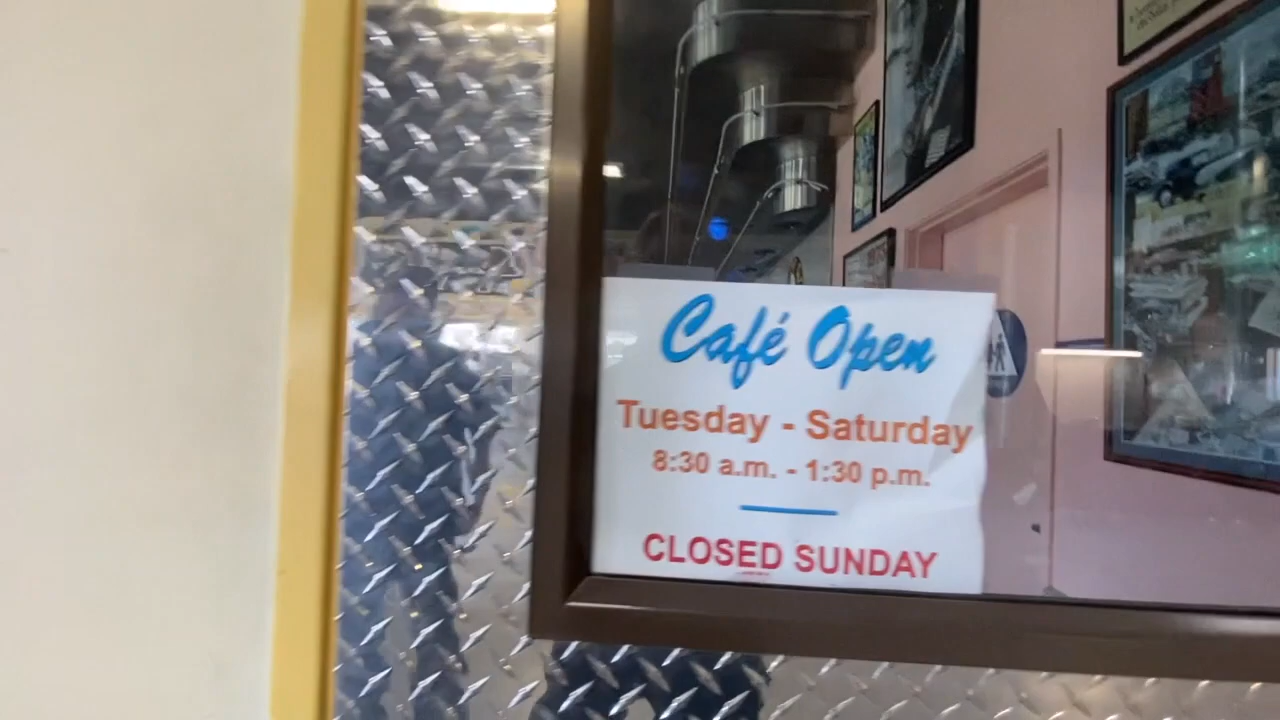 Café Open
Tuesday - Saturday
8:30 a.m. - 1:30 p.m.
CLOSED SUNDAY